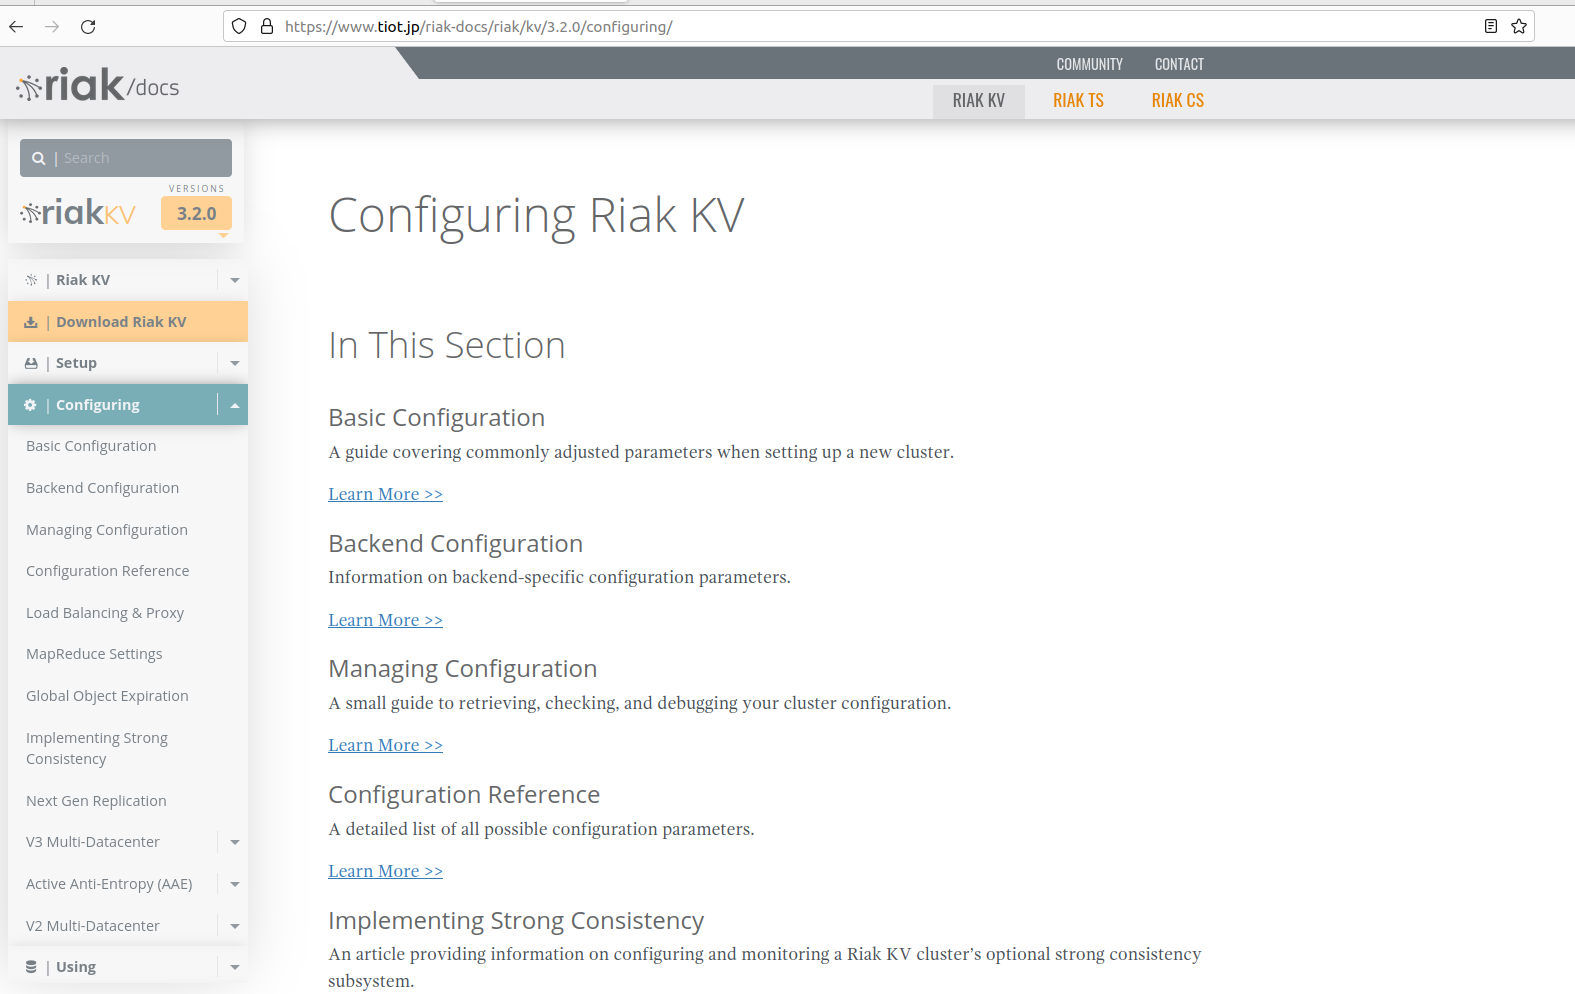 https://www.tiot.jp/riak-docs/riak/kv/3.2.0/configuring/
riak/docs
COMMUNITY CONTACT
RIAK KV RIAK TS RIAK CS
| Search
VERSIONS
riak KV 3.2.0
| Riak KV
| Download Riak KV
| Setup
| Configuring
Basic Configuration
Backend Configuration
Managing Configuration
Configuration Reference
Load Balancing & Proxy
MapReduce Settings
Global Object Expiration
Implementing Strong
Consistency
Next Gen Replication
V3 Multi-Datacenter
Active Anti-Entropy (AAE)
V2 Multi-Datacenter
| Using
Configuring Riak KV
In This Section
Basic Configuration
A guide covering commonly adjusted parameters when setting up a new cluster.
Learn More >>
Backend Configuration
Information on backend-specific configuration parameters.
Learn More >>
Managing Configuration
A small guide to retrieving, checking, and debugging your cluster configuration.
Learn More >>
Configuration Reference
A detailed list of all possible configuration parameters.
Learn More >>
Implementing Strong Consistency
An article providing information on configuring and monitoring a Riak KV cluster’s optional strong consistency
subsystem.